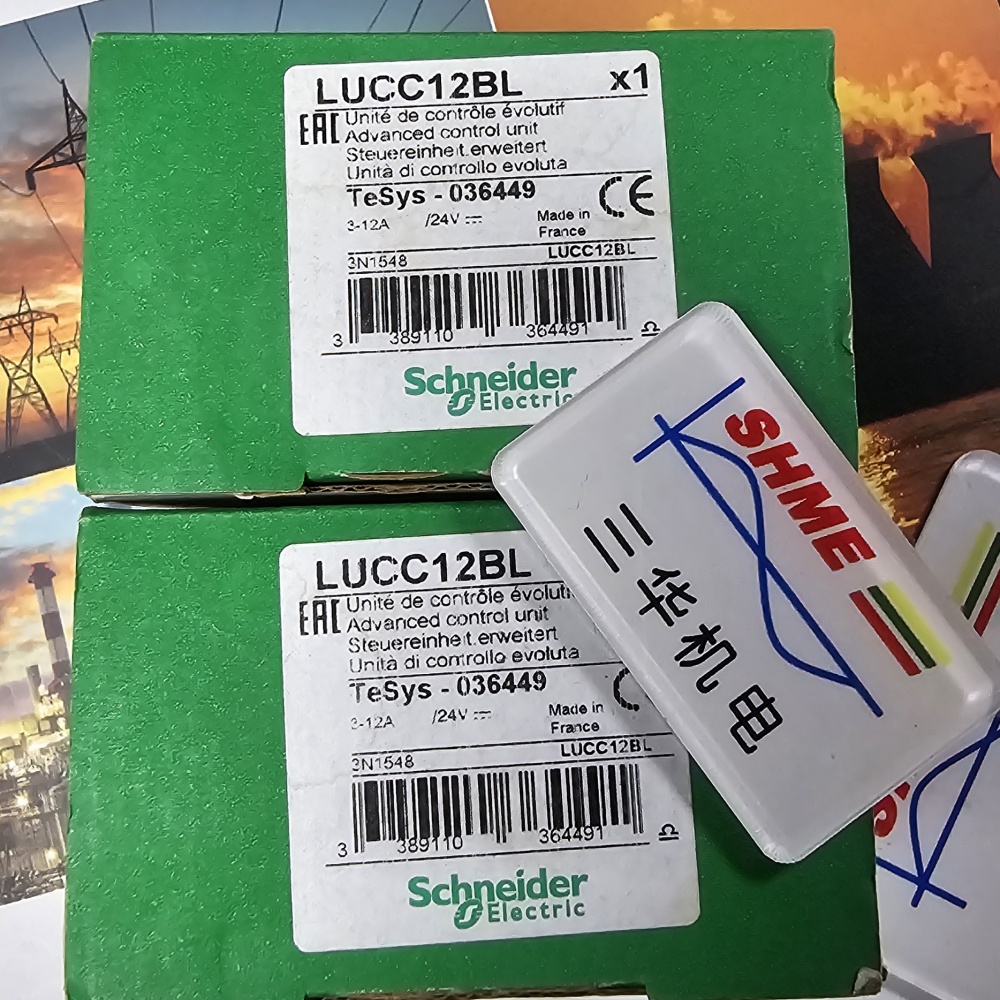 LUCC12BL x1
EAC Unité de contrôle évolutif
Advanced control unit
Steuereinheit.erweitert
Unità di controllo evoluta
TeSys - 036449 CE
3-12A /24V Made in
France
3N1548 LUCC12BL
3 389110 364491
Schneider
Electric
LUCC12BL
EAC Unité de contrôle évoluti
Advanced control unit
Steuereinheit.erweitert
Unità di controllo evoluta
TeSys - 036449
3-12A /24V Made in
France
3N1548 LUCC12BL
3 389110 364491
Schneider
Electric
SHME
三华机电
S